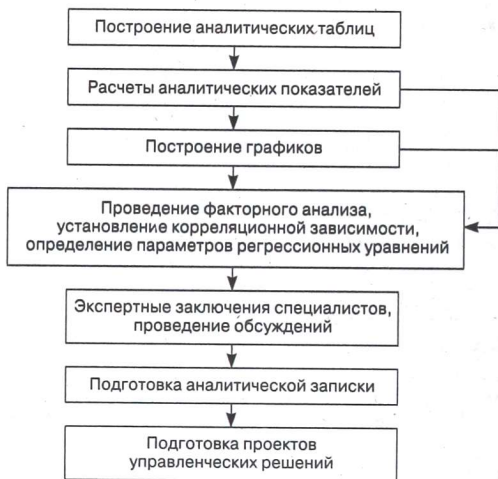 Построение аналитических таблиц
Расчеты аналитических показателей
Построение графиков
Проведение факторного анализа,
установление корреляционной зависимости,
определение параметров регрессионных уравнений
Экспертные заключения специалистов,
проведение обсуждений
Подготовка аналитической записки
Подготовка проектов
управленческих решений